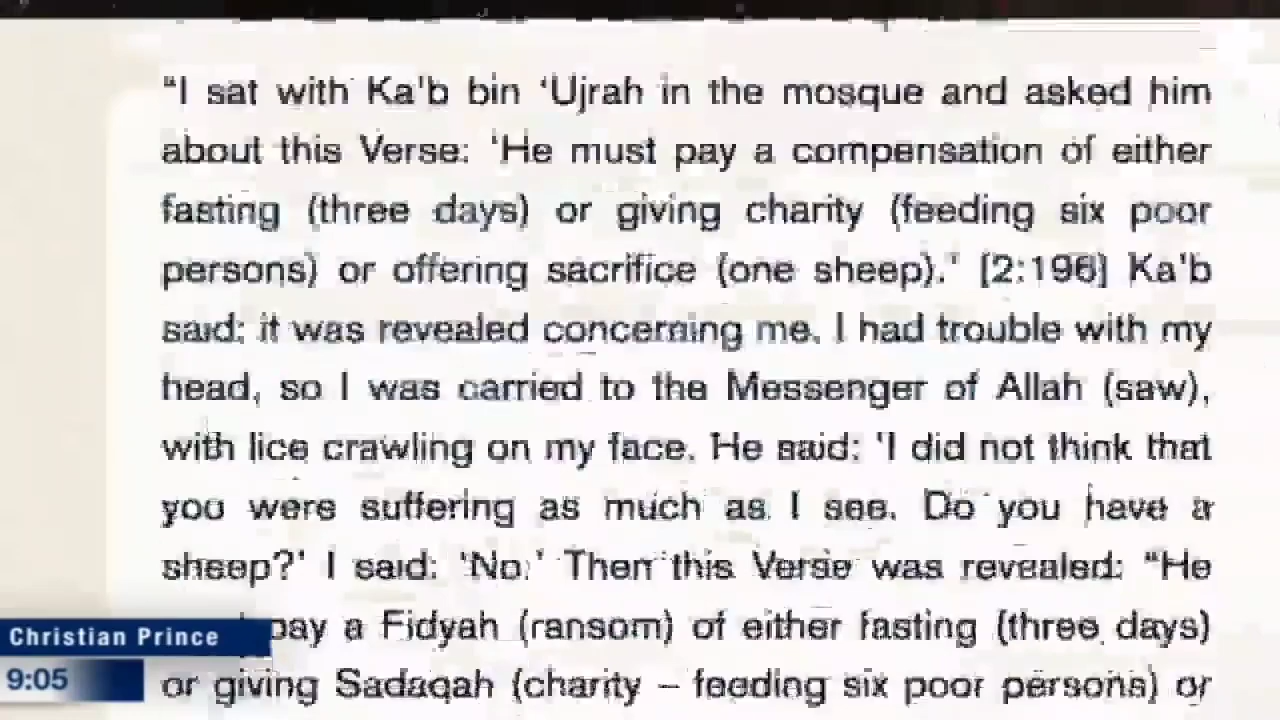 “I sat with Ka'b bin ‘Ujrah in the mosque and asked him
about this Verse: ‘He must pay a compensation of either
fasting (three days) or giving charity (feeding six poor
persons) or offering sacrifice (one sheep).’ [2:196] Ka'b
said: it was revealed concerning me. I had trouble with my
head, so I was carried to the Messenger of Allah (saw),
with lice crawling on my face. He said: 'I did not think that
you were suffering as much as I see. Do you have a
sheep?’ I said: ‘No.’ Then this Verse was revealed: “He
pay a Fidyah (ransom) of either fasting (three days)
or giving Sadaqah (charity – feeding six poor persons) or
Christian Prince
9:05